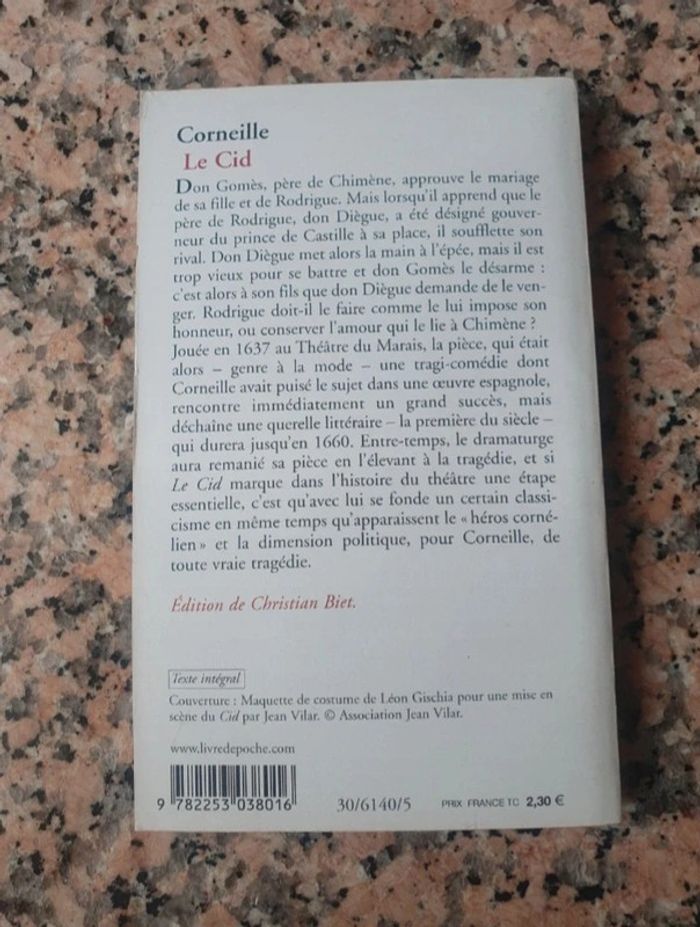 Corneille
Le Cid
Don Gomès, père de Chimène, approuve le mariage
de sa fille et de Rodrigue. Mais lorsqu'il apprend que le
père de Rodrigue, don Diègue, a été désigné gouver-
neur du prince de Castille à sa place, il soufflette son
rival. Don Diègue met alors la main à l'épée, mais il est
trop vieux pour se battre et don Gomès le désarme :
c'est alors à son fils que don Diègue demande de le ven-
ger. Rodrigue doit-il le faire comme le lui impose son
honneur, ou conserver l'amour qui le lie à Chimène ?
Jouée en 1637 au Théâtre du Marais, la pièce, qui était
alors – genre à la mode – une tragi-comédie dont
Corneille avait puisé le sujet dans une œuvre espagnole,
rencontre immédiatement un grand succès, mais
déchaîne une querelle littéraire – la première du siècle –
qui durera jusqu'en 1660. Entre-temps, le dramaturge
aura remanié sa pièce en l'élevant à la tragédie, et si
Le Cid marque dans l'histoire du théâtre une étape
essentielle, c'est qu'avec lui se fonde un certain classi-
cisme en même temps qu'apparaissent le « héros corné-
lien » et la dimension politique, pour Corneille, de
toute vraie tragédie.
Édition de Christian Biet.
Texte intégral
Couverture : Maquette de costume de Léon Gischia pour une mise en
scène du Cid par Jean Vilar. © Association Jean Vilar.
www.livredepoche.com
9 782253 038016
30/6140/5
PRIX FRANCE TC 2,30 €